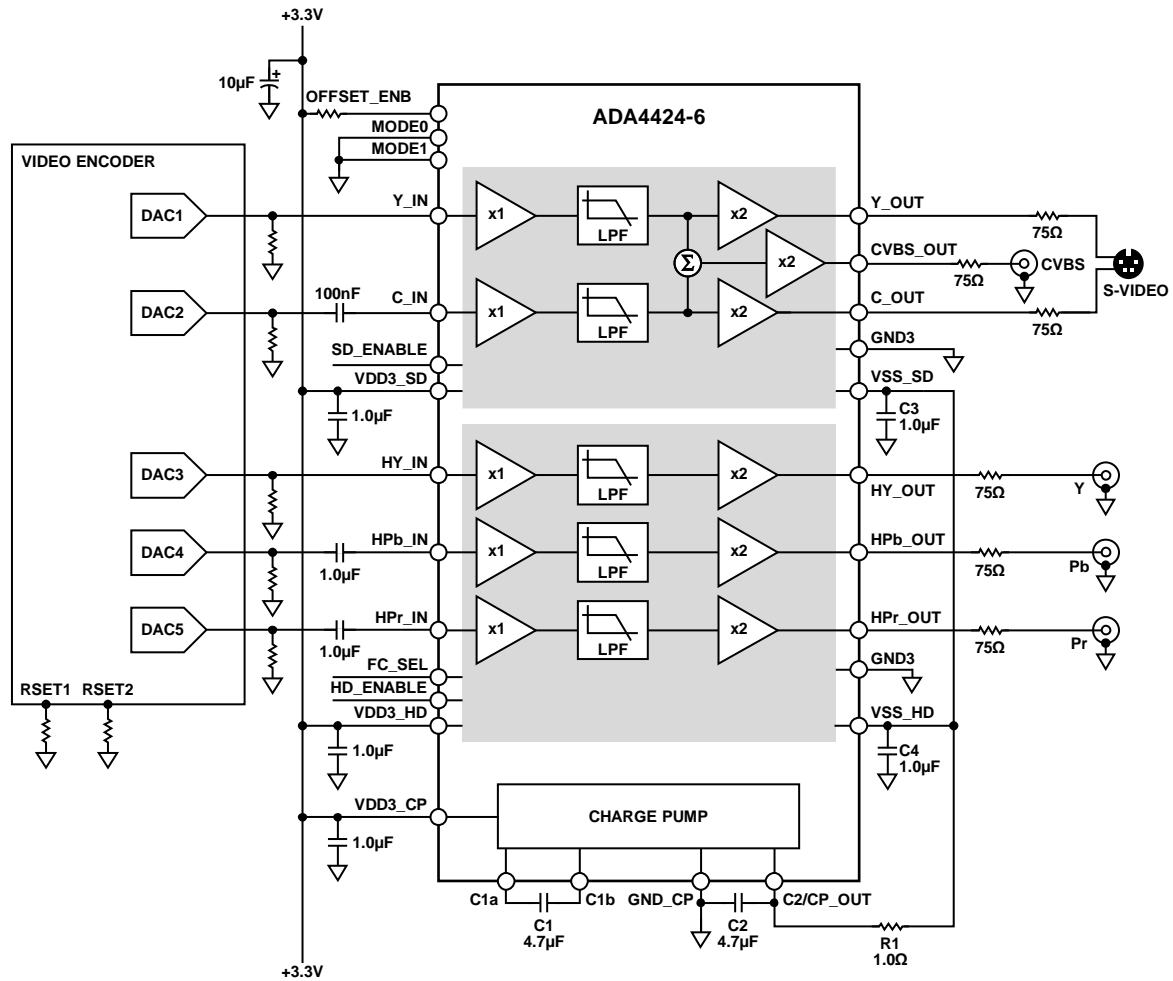 +3.3V
10µF
+
OFFSET_ENB
MODE0
MODE1
ADA4424-6
VIDEO ENCODER
DAC1
Y_IN
x1
LPF
x2
Y_OUT
75Ω
Σ
x2
CVBS_OUT
75Ω
CVBS
S-VIDEO
DAC2
100nF
C_IN
x1
LPF
x2
C_OUT
75Ω
SD_ENABLE
GND3
VDD3_SD
VSS_SD
1.0µF
C3
1.0µF
DAC3
HY_IN
x1
LPF
x2
HY_OUT
75Ω
Y
DAC4
HPb_IN
1.0µF
x1
LPF
x2
HPb_OUT
75Ω
Pb
DAC5
HPr_IN
1.0µF
x1
LPF
x2
HPr_OUT
75Ω
Pr
FC_SEL
GND3
HD_ENABLE
RSET1 RSET2
VDD3_HD
VSS_HD
1.0µF
C4
1.0µF
VDD3_CP
1.0µF
CHARGE PUMP
C1a
C1b
GND_CP
C2/CP_OUT
C1
4.7µF
C2
4.7µF
R1
1.0Ω
+3.3V